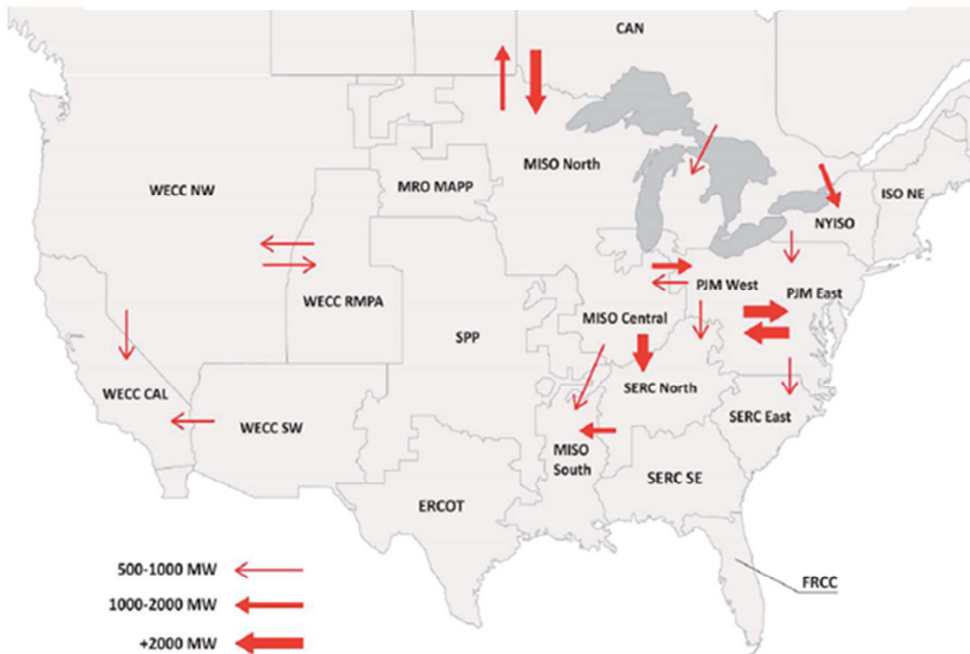 CAN
MISO North
WECC NW
MRO MAPP
ISO NE
NYISO
PJM West
PJM East
WECC RMPA
MISO Central
SPP
SERC North
WECC CAL
SERC East
WECC SW
MISO
South
SERC SE
ERCOT
500-1000 MW
FRCC
1000-2000 MW
+2000 MW